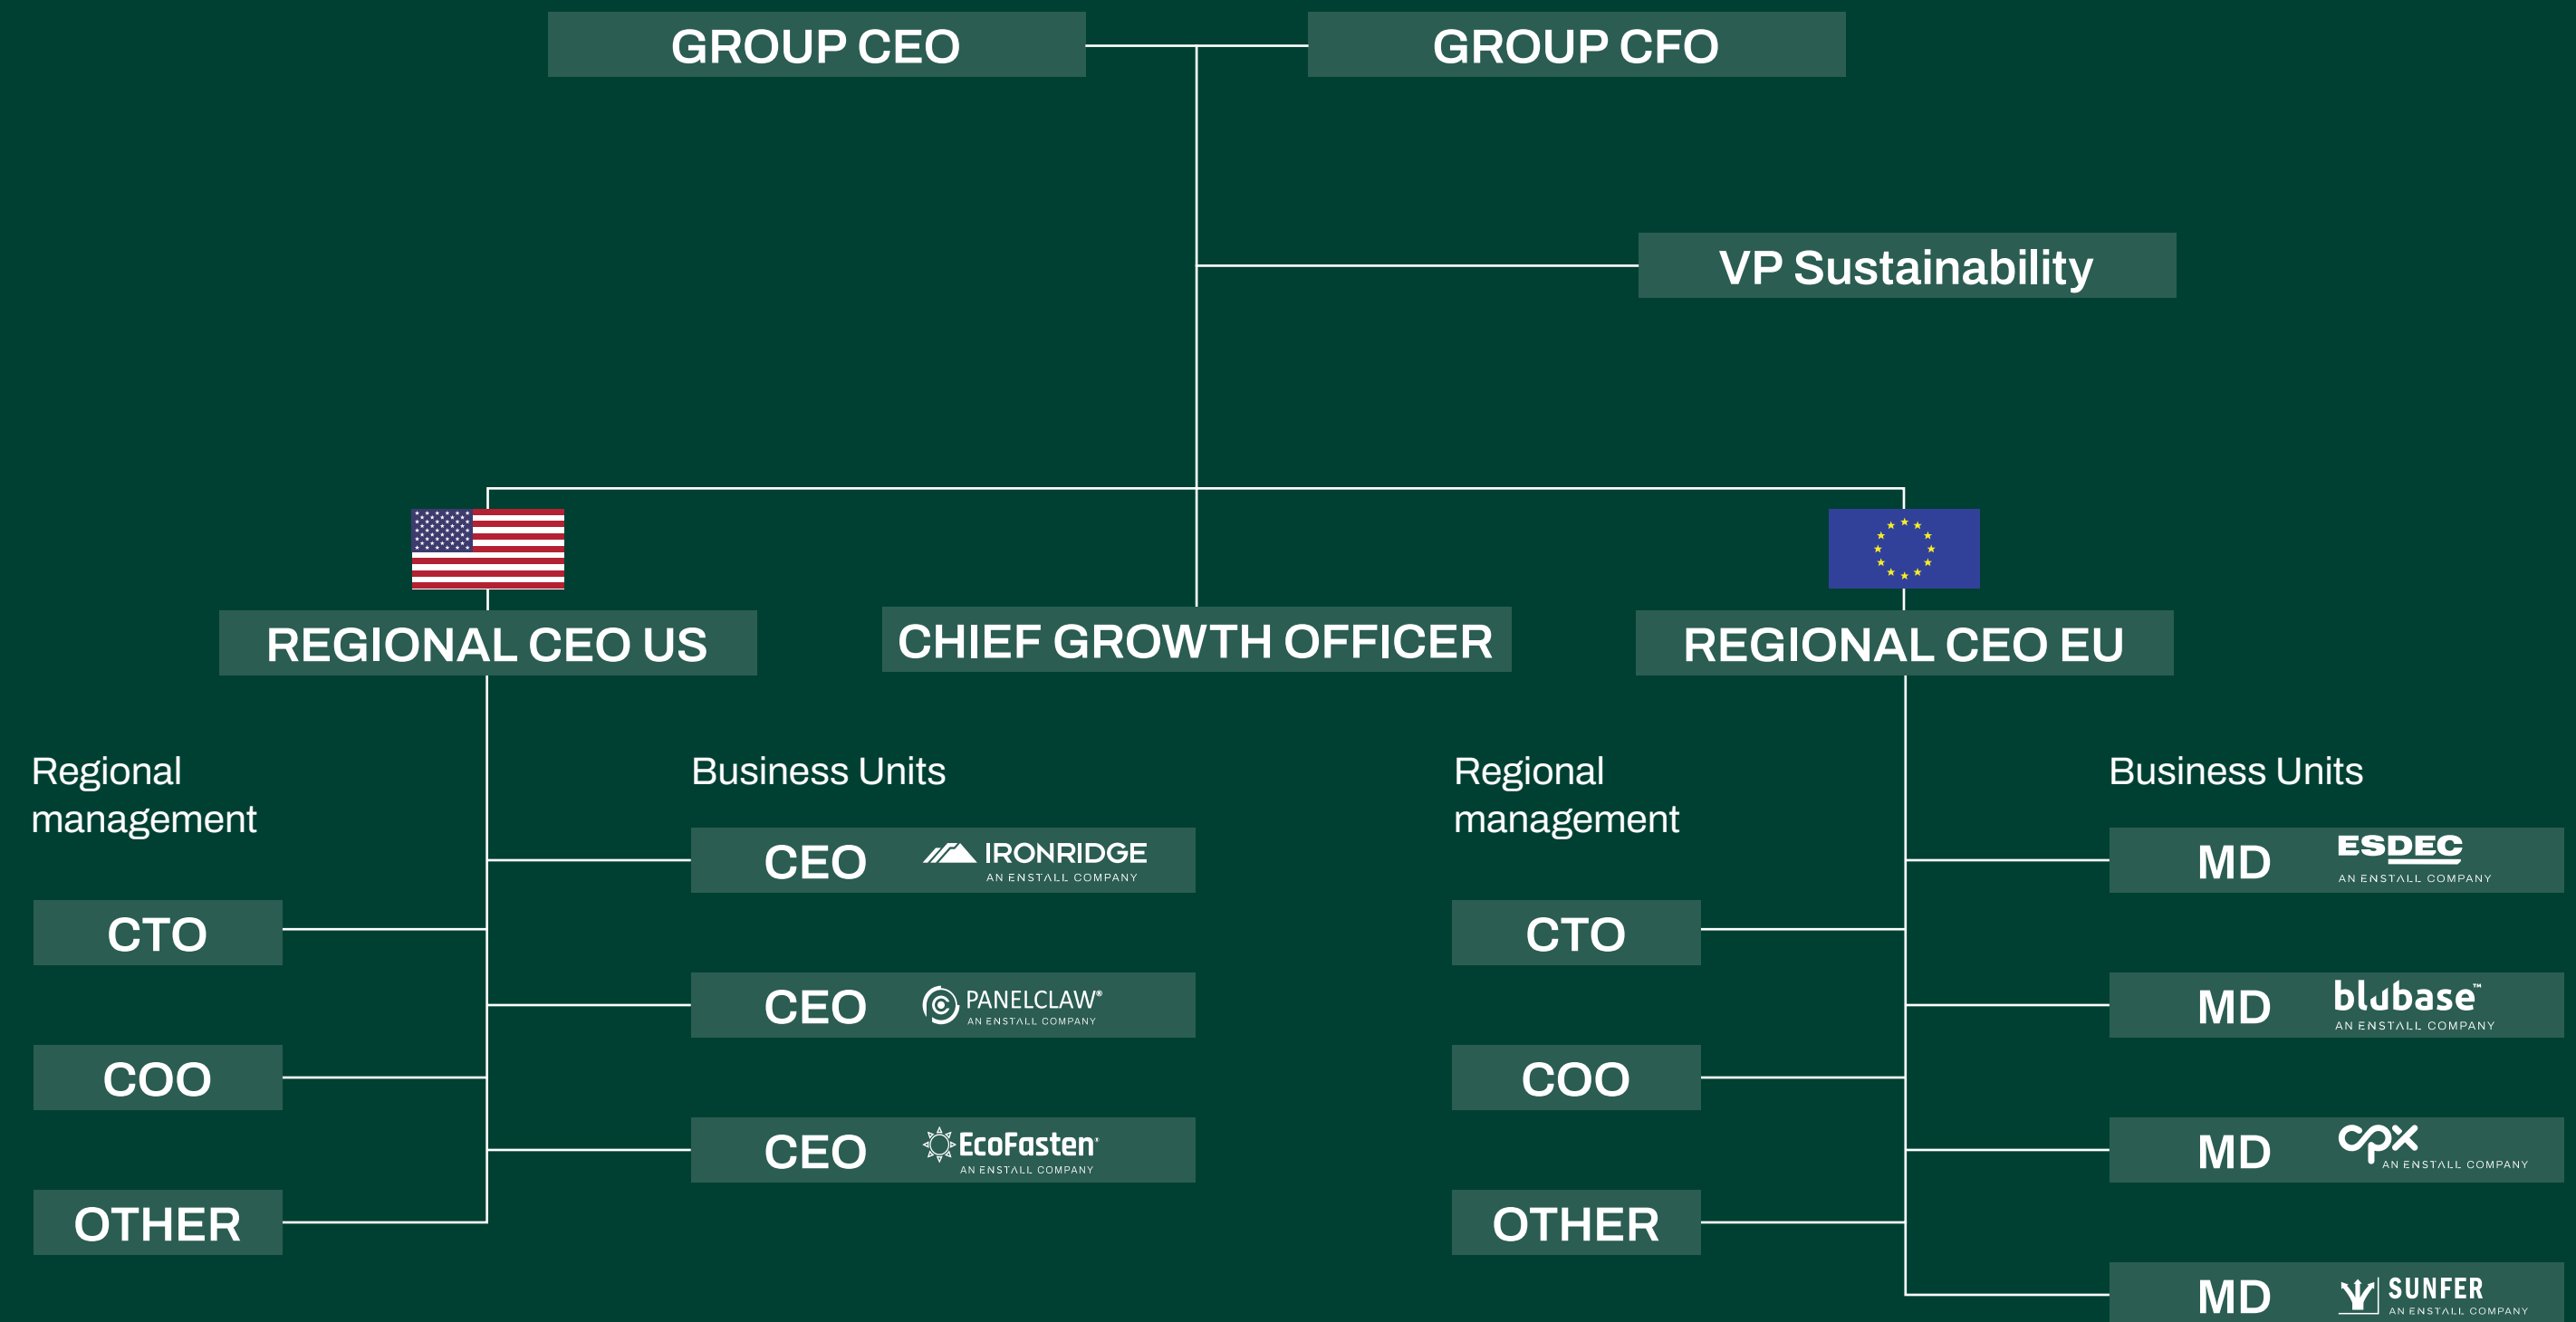 GROUP CEO
GROUP CFO
VP Sustainability
REGIONAL CEO US
CHIEF GROWTH OFFICER
REGIONAL CEO EU
Regional
management
CTO
COO
OTHER
Business Units
CEO IRONRIDGE
AN ENSTALL COMPANY
CEO PANELCLAW®
AN ENSTALL COMPANY
CEO EcoFasten®
AN ENSTALL COMPANY
Regional
management
CTO
COO
OTHER
Business Units
MD ESDEC
AN ENSTALL COMPANY
MD blubase™
AN ENSTALL COMPANY
MD cpx
AN ENSTALL COMPANY
MD SUNFER
AN ENSTALL COMPANY